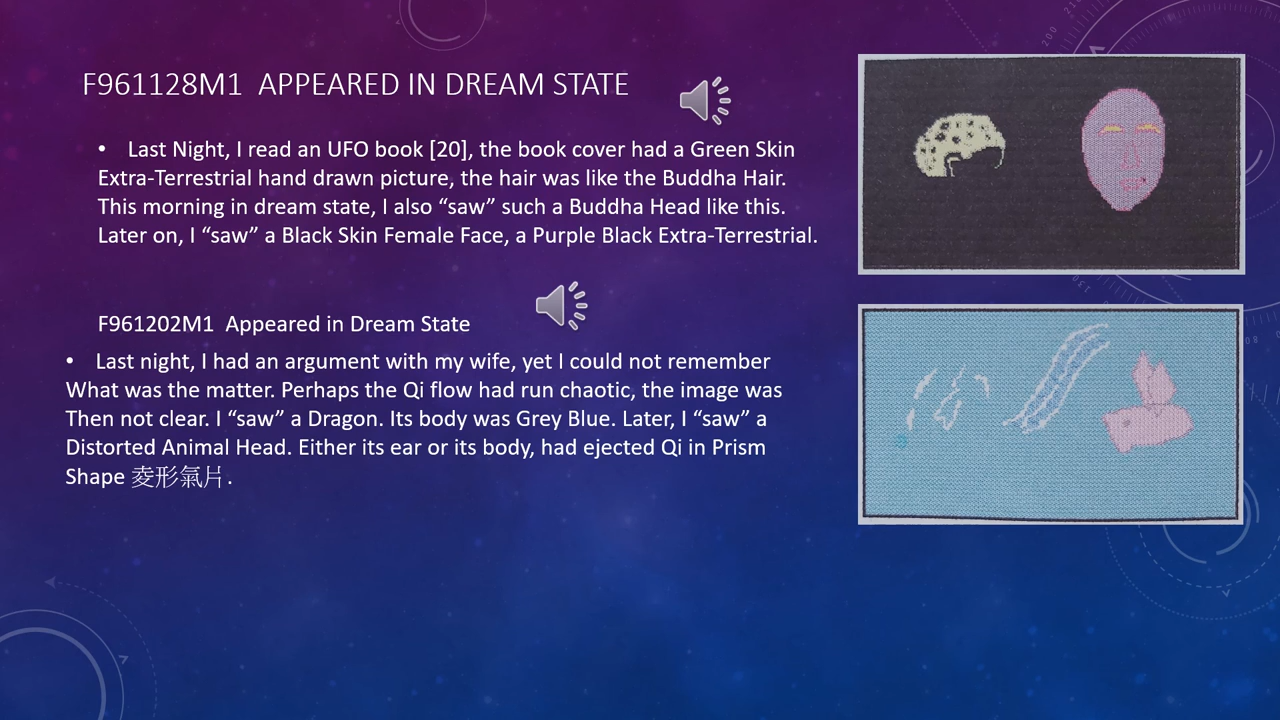 F961128M1 APPEARED IN DREAM STATE
• Last Night, I read an UFO book [20], the book cover had a Green Skin
Extra-Terrestrial hand drawn picture, the hair was like the Buddha Hair.
This morning in dream state, I also “saw” such a Buddha Head like this.
Later on, I “saw” a Black Skin Female Face, a Purple Black Extra-Terrestrial.
F961202M1 Appeared in Dream State
• Last night, I had an argument with my wife, yet I could not remember
What was the matter. Perhaps the Qi flow had run chaotic, the image was
Then not clear. I “saw” a Dragon. Its body was Grey Blue. Later, I “saw” a
Distorted Animal Head. Either its ear or its body, had ejected Qi in Prism
Shape 菱形氣片.
200
210